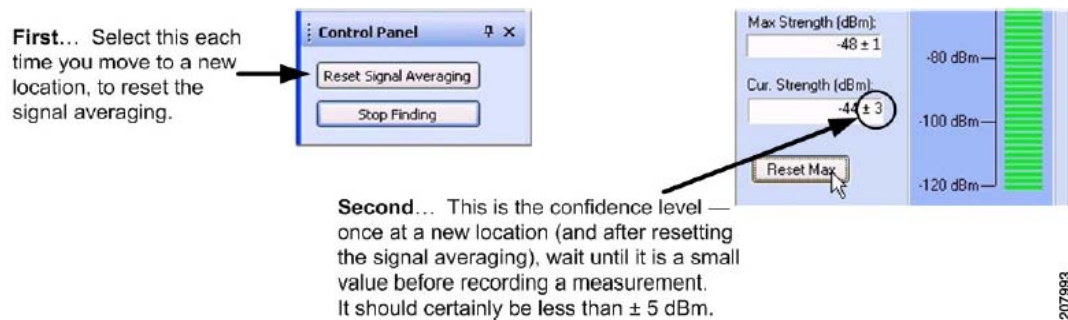 First… Select this each
time you move to a new
location, to reset the
signal averaging.
Control Panel
Reset Signal Averaging
Stop Finding
Max Strength (dBm):
-48 ± 1
Cur. Strength (dBm):
-44 ± 3
Reset Max
-80 dBm
-100 dBm
-120 dBm
Second… This is the confidence level —
once at a new location (and after resetting
the signal averaging), wait until it is a small
value before recording a measurement.
It should certainly be less than ± 5 dBm.
207993